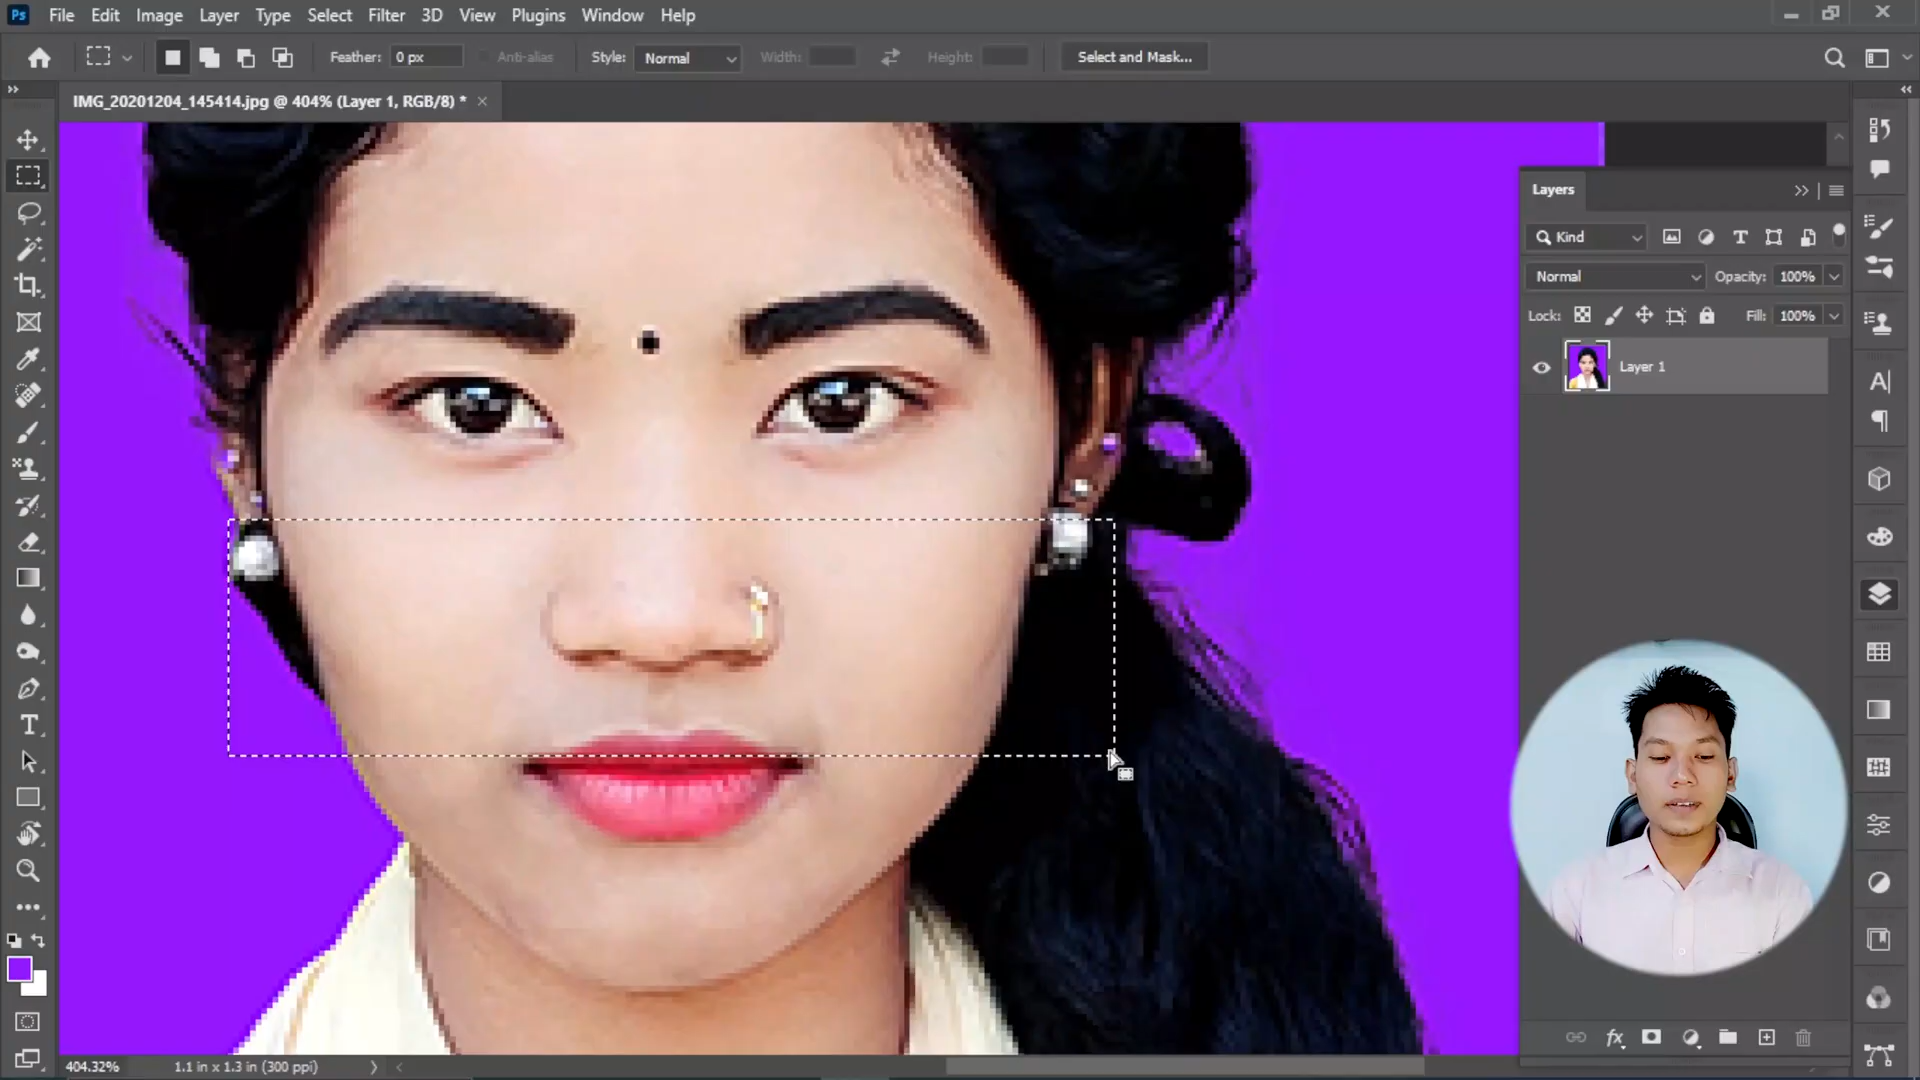 Ps File Edit Image Layer Type Select Filter 3D View Plugins Window Help
Feather: 0 px Anti-alias Style: Normal Width: Height: Select and Mask...
IMG_20201204_145414.jpg @ 404% (Layer 1, RGB/8) *
Layers
Kind
Normal Opacity: 100%
Lock: Fill: 100%
Layer 1
404.32% 1.1 in x 1.3 in (300 ppi)